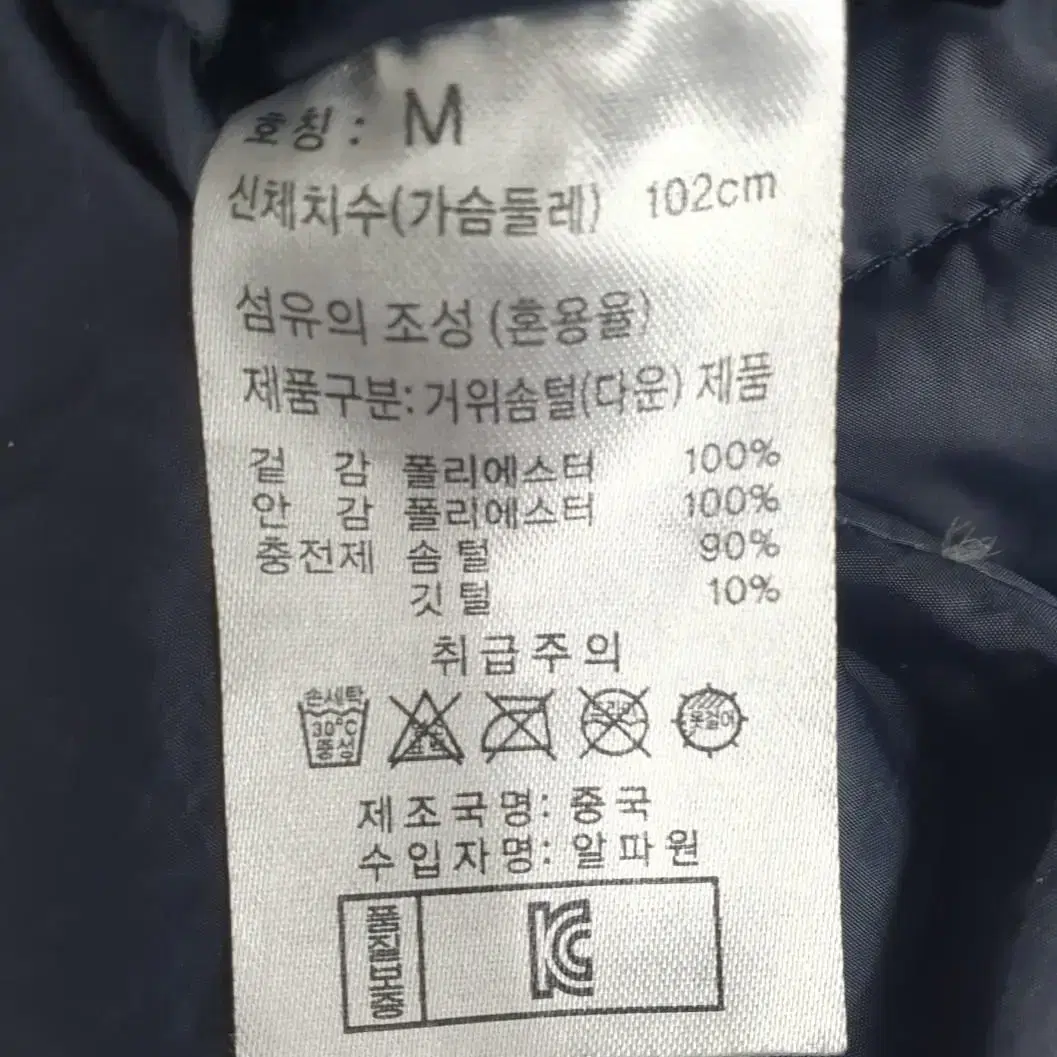 호칭: M
신체치수(가슴둘레) 102cm
섬유의 조성 (혼용율)
제품구분: 거위솜털(다운) 제품
겉 감 폴리에스터 100%
안 감 폴리에스터 100%
충전제 솜 털 90%
깃 털 10%
취급주의
손세탁
30°C
중성
옷걸이
제조국명: 중국
수입자명: 알파원
품질보증
KC